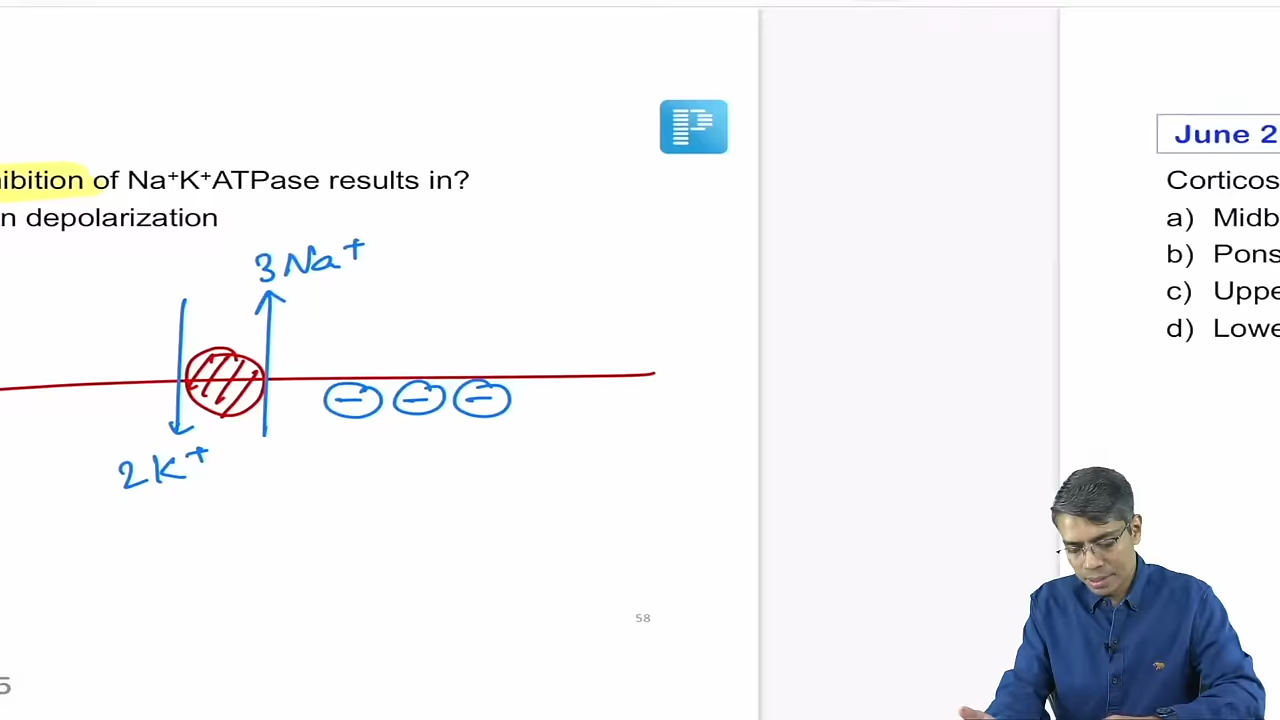 ibition of Na⁺K⁺ATPase results in?
n depolarization
3 Na⁺
2 K⁺
58
5
June 2
Corticos
a) Midb
b) Pons
c) Uppe
d) Lowe